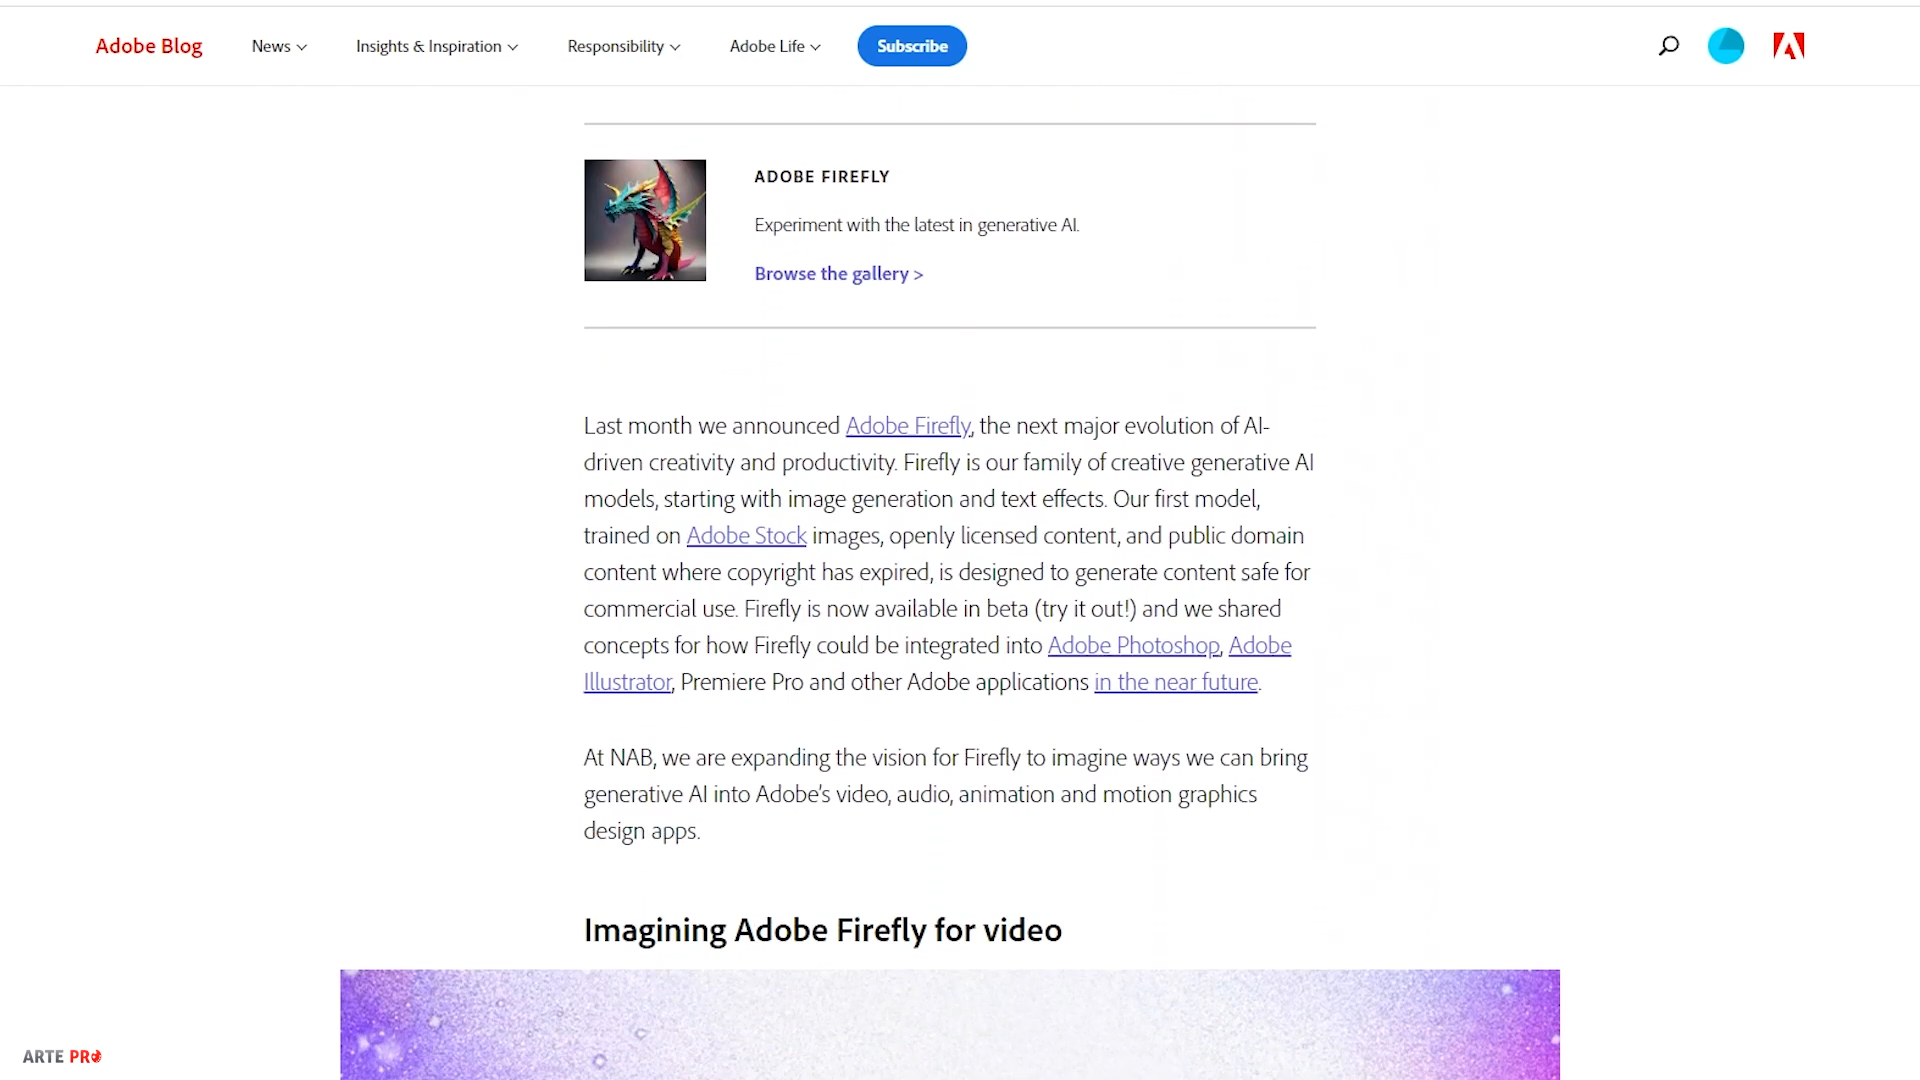 Adobe Blog News Insights & Inspiration Responsibility Adobe Life Subscribe
ADOBE FIREFLY
Experiment with the latest in generative AI.
Browse the gallery >
Last month we announced Adobe Firefly, the next major evolution of AI-
driven creativity and productivity. Firefly is our family of creative generative AI
models, starting with image generation and text effects. Our first model,
trained on Adobe Stock images, openly licensed content, and public domain
content where copyright has expired, is designed to generate content safe for
commercial use. Firefly is now available in beta (try it out!) and we shared
concepts for how Firefly could be integrated into Adobe Photoshop, Adobe
Illustrator, Premiere Pro and other Adobe applications in the near future.
At NAB, we are expanding the vision for Firefly to imagine ways we can bring
generative AI into Adobe’s video, audio, animation and motion graphics
design apps.
Imagining Adobe Firefly for video
ARTE PRO